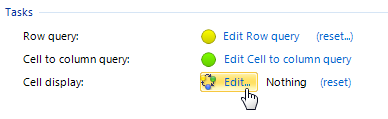 Tasks
Row query: Edit Row query (reset...)
Cell to column query: Edit Cell to column query
Cell display: Edit... Nothing (reset)